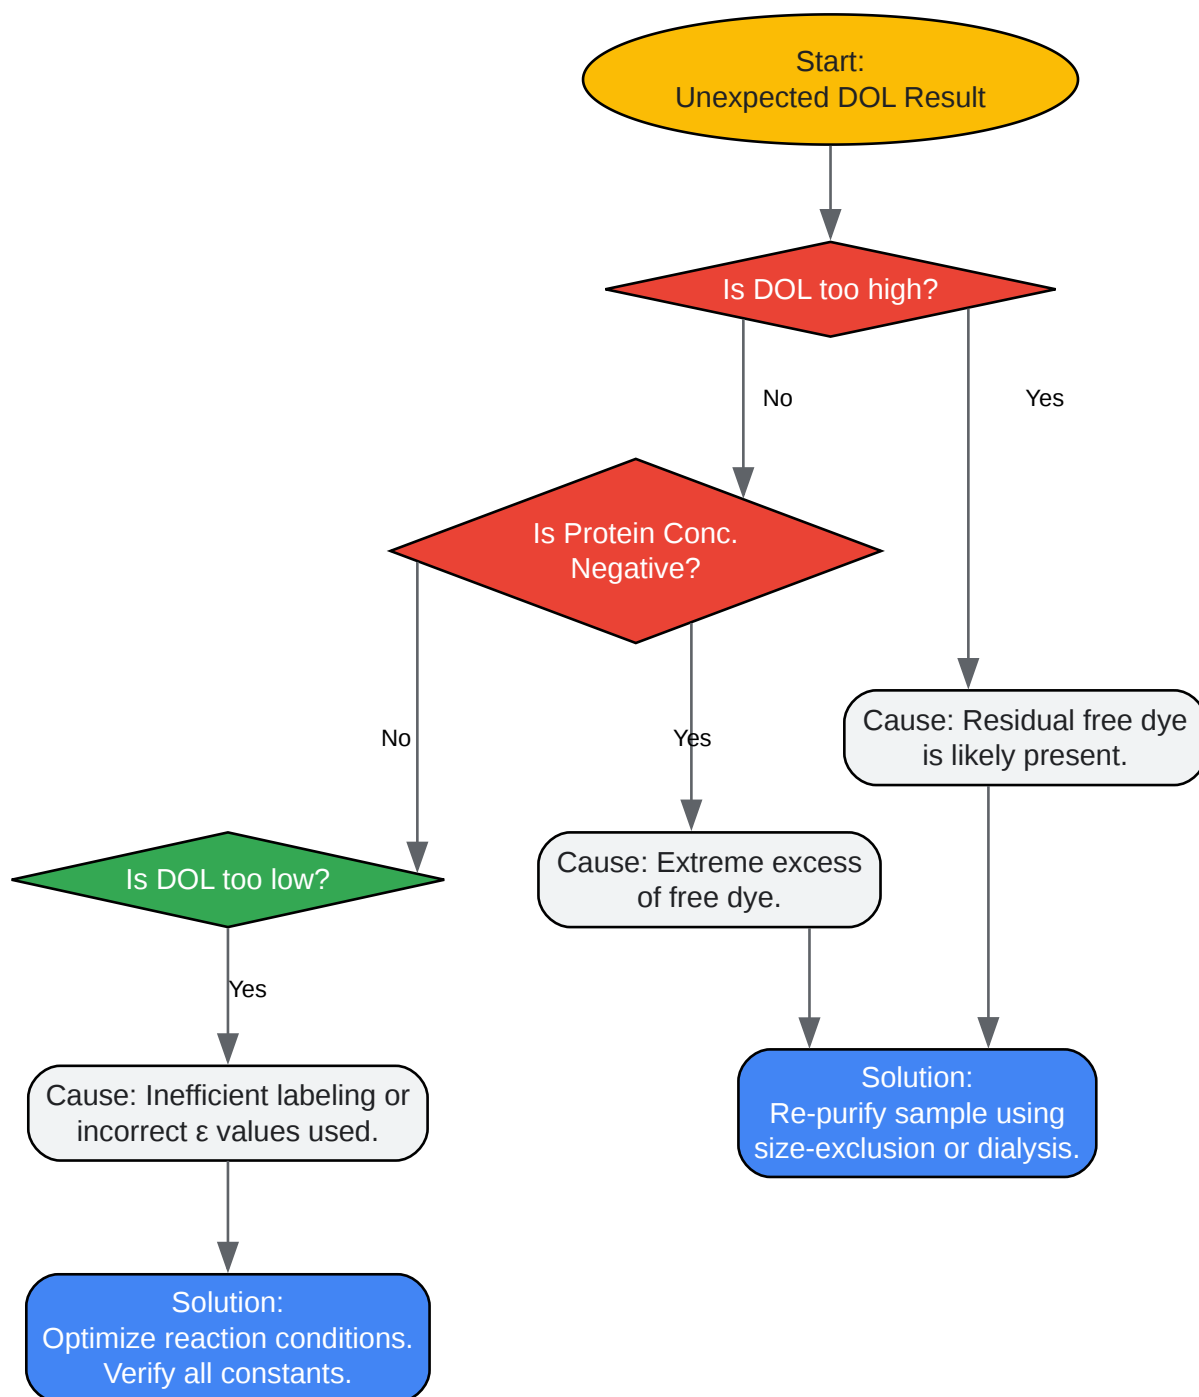 Start:
Unexpected DOL Result
Is DOL too high?
No
Yes
Is Protein Conc.
Negative?
No
Yes
Cause: Residual free dye
is likely present.
Is DOL too low?
Cause: Extreme excess
of free dye.
Yes
Cause: Inefficient labeling or
incorrect ε values used.
Solution:
Re-purify sample using
size-exclusion or dialysis.
Solution:
Optimize reaction conditions.
Verify all constants.